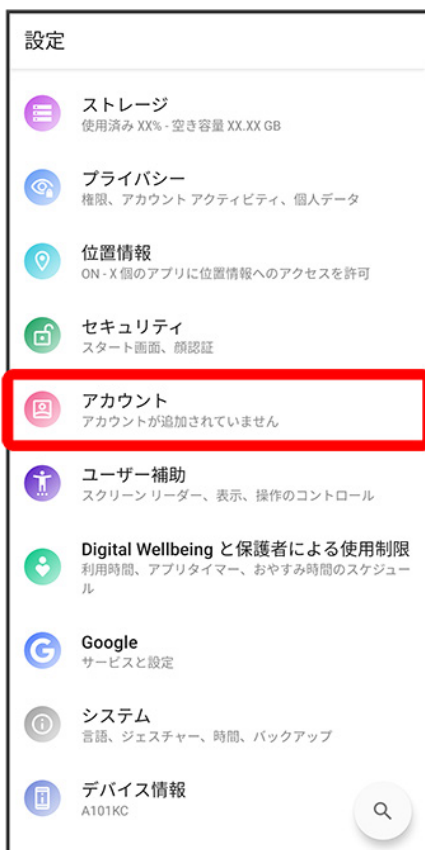 設定
ストレージ
使用済み XX% - 空き容量 XX.XX GB
プライバシー
権限、アカウント アクティビティ、個人データ
位置情報
ON - X 個のアプリに位置情報へのアクセスを許可
セキュリティ
スタート画面、顔認証
アカウント
アカウントが追加されていません
ユーザー補助
スクリーン リーダー、表示、操作のコントロール
Digital Wellbeing と保護者による使用制限
利用時間、アプリタイマー、おやすみ時間のスケジュー
ル
Google
サービスと設定
システム
言語、ジェスチャー、時間、バックアップ
デバイス情報
A101KC